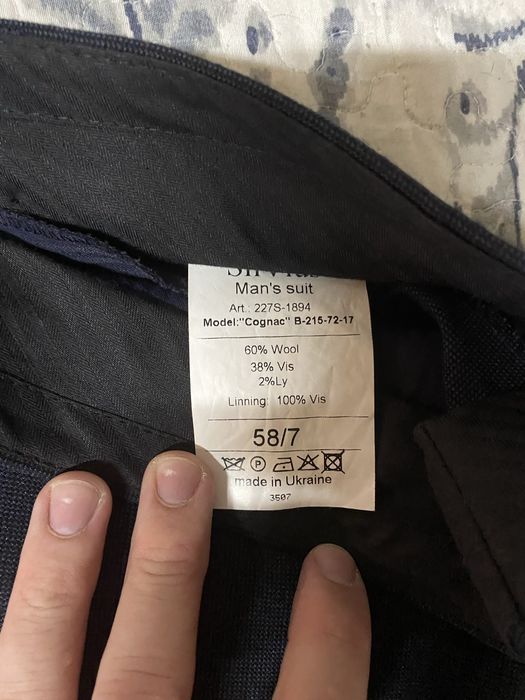 Man's suit
Art.: 227S-1894
Model:"Cognac" B-215-72-17
60% Wool
38% Vis
2%Ly
Linning: 100% Vis
58/7
P
made in Ukraine
3507